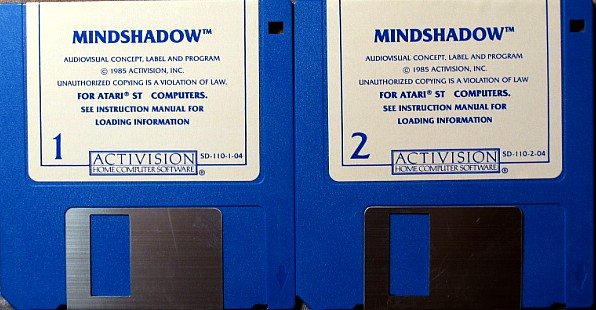 MINDSHADOW™
AUDIOVISUAL CONCEPT, LABEL AND PROGRAM
© 1985 ACTIVISION, INC.
UNAUTHORIZED COPYING IS A VIOLATION OF LAW.
FOR ATARI® ST COMPUTERS.
SEE INSTRUCTION MANUAL FOR
LOADING INFORMATION
1
ACTIVISION
HOME COMPUTER SOFTWARE®
SD-110-1-04
MINDSHADOW™
AUDIOVISUAL CONCEPT, LABEL AND PROGRAM
© 1985 ACTIVISION, INC.
UNAUTHORIZED COPYING IS A VIOLATION OF LAW
FOR ATARI® ST COMPUTERS.
SEE INSTRUCTION MANUAL FOR
LOADING INFORMATION
2
ACTIVISION
HOME COMPUTER SOFTWARE®
SD-110-2-04